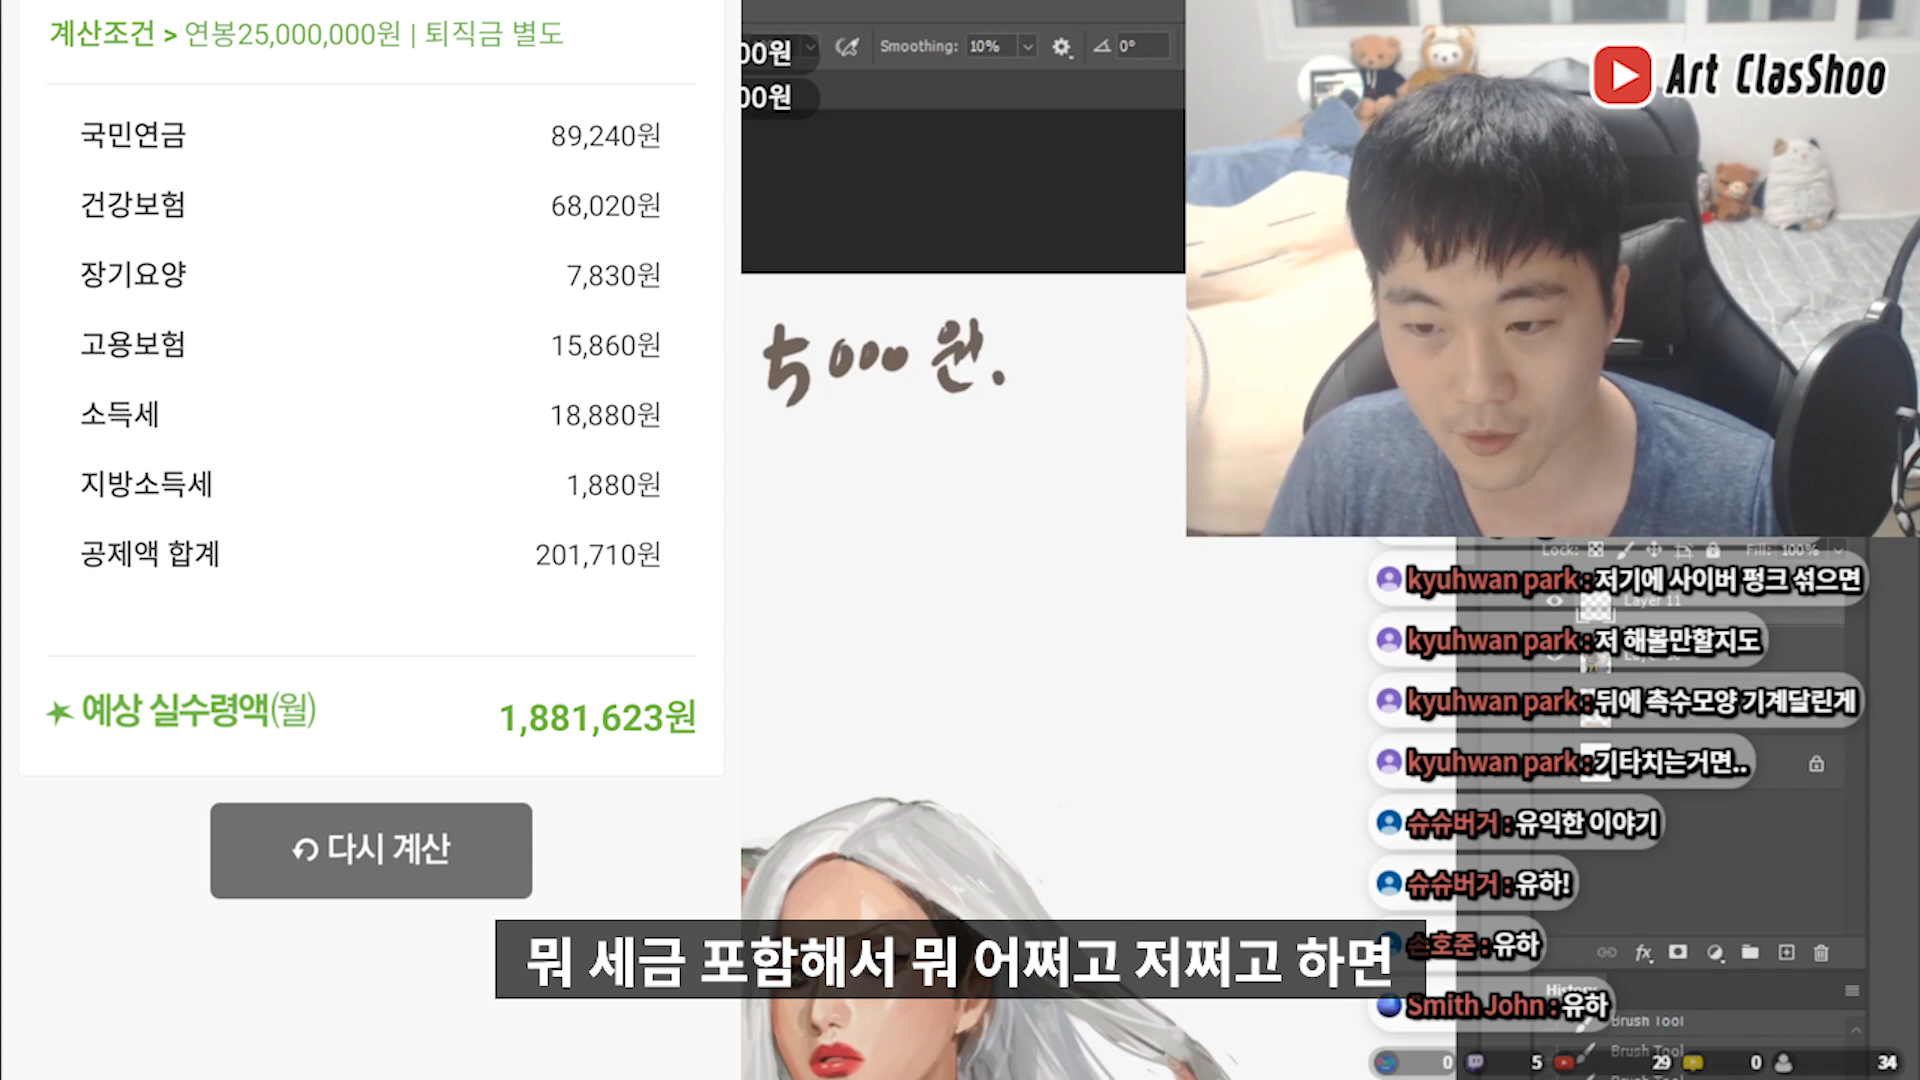 계산조건 > 연봉25,000,000원 | 퇴직금 별도
국민연금 89,240원
건강보험 68,020원
장기요양 7,830원
고용보험 15,860원
소득세 18,880원
지방소득세 1,880원
공제액 합계 201,710원
예상 실수령액(월) 1,881,623원
다시 계산
00원
00원
Smoothing: 10% 0°
5000 원.
Art ClasShoo
Lock: Fill: 100%
kyuhwan park : 저기에 사이버 펑크 섞으면
Layer 11
kyuhwan park : 저 해볼만할지도
kyuhwan park : 뒤에 촉수모양 기계달린게
kyuhwan park : 기타치는거면..
슈슈버거 : 유익한 이야기
슈슈버거 : 유하!
손호준 : 유하
fx
뭐 세금 포함해서 뭐 어쩌고 저쩌고 하면
History
Smith John : 유하
Brush Tool
Brush Tool
0 5 29 0 34